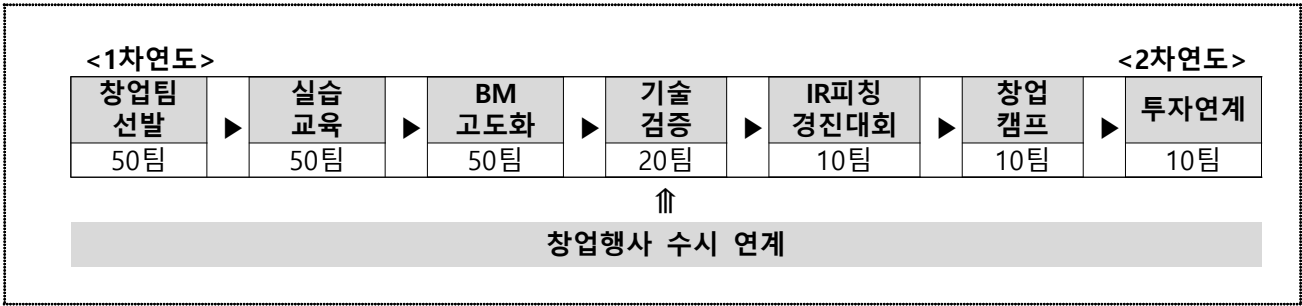 <1차연도> <2차연도>
창업팀 실습 BM 기술 IR피칭 창업 투자연계
선발 ▶ 교육 ▶ 고도화 ▶ 검증 ▶ 경진대회 ▶ 캠프 ▶
50팀 50팀 50팀 20팀 10팀 10팀 10팀
⇑
창업행사 수시 연계